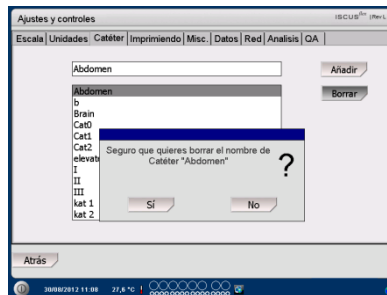 Ajustes y controles
Escala Unidades Catéter Imprimiendo Misc. Datos Red Analisis QA
Abdomen
Añadir
Abdomen
Borrar
b
Brain
Cat0
Cat1
Cat2
elevat
I
II
III
kat 1
kat 2
Seguro que quieres borrar el nombre de
Catéter "Abdomen"
?
Sí
No
Atrás
30/08/2012 11:08 27,6 °C